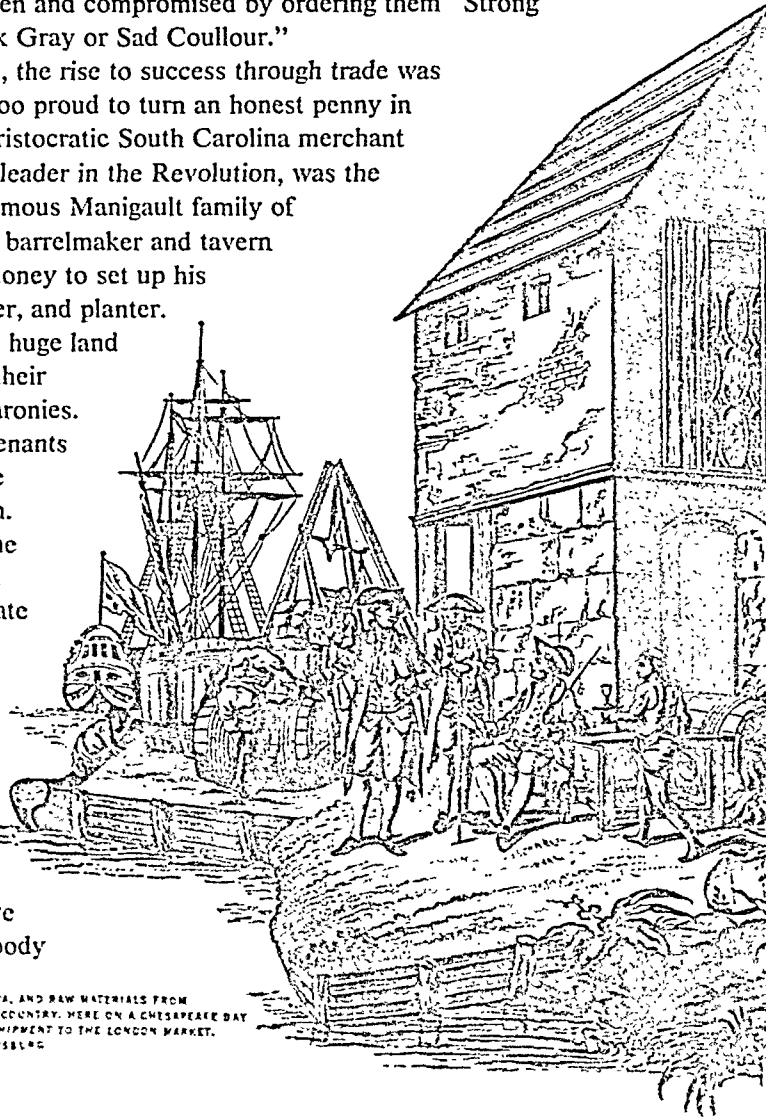 en and compromised by ordering them “Strong
k Gray or Sad Coullour.”
, the rise to success through trade was
oo proud to turn an honest penny in
ristocratic South Carolina merchant
leader in the Revolution, was the
mous Manigault family of
barrelmaker and tavern
oney to set up his
er, and planter.
huge land
heir
aronies.
enants
e
n.
ne
ate
ve
body
A, AND RAW MATERIALS FROM
COUNTRY. HERE ON A CHESAPEAKE BAY
HIPMENT TO THE LONDON MARKET.
SBURG